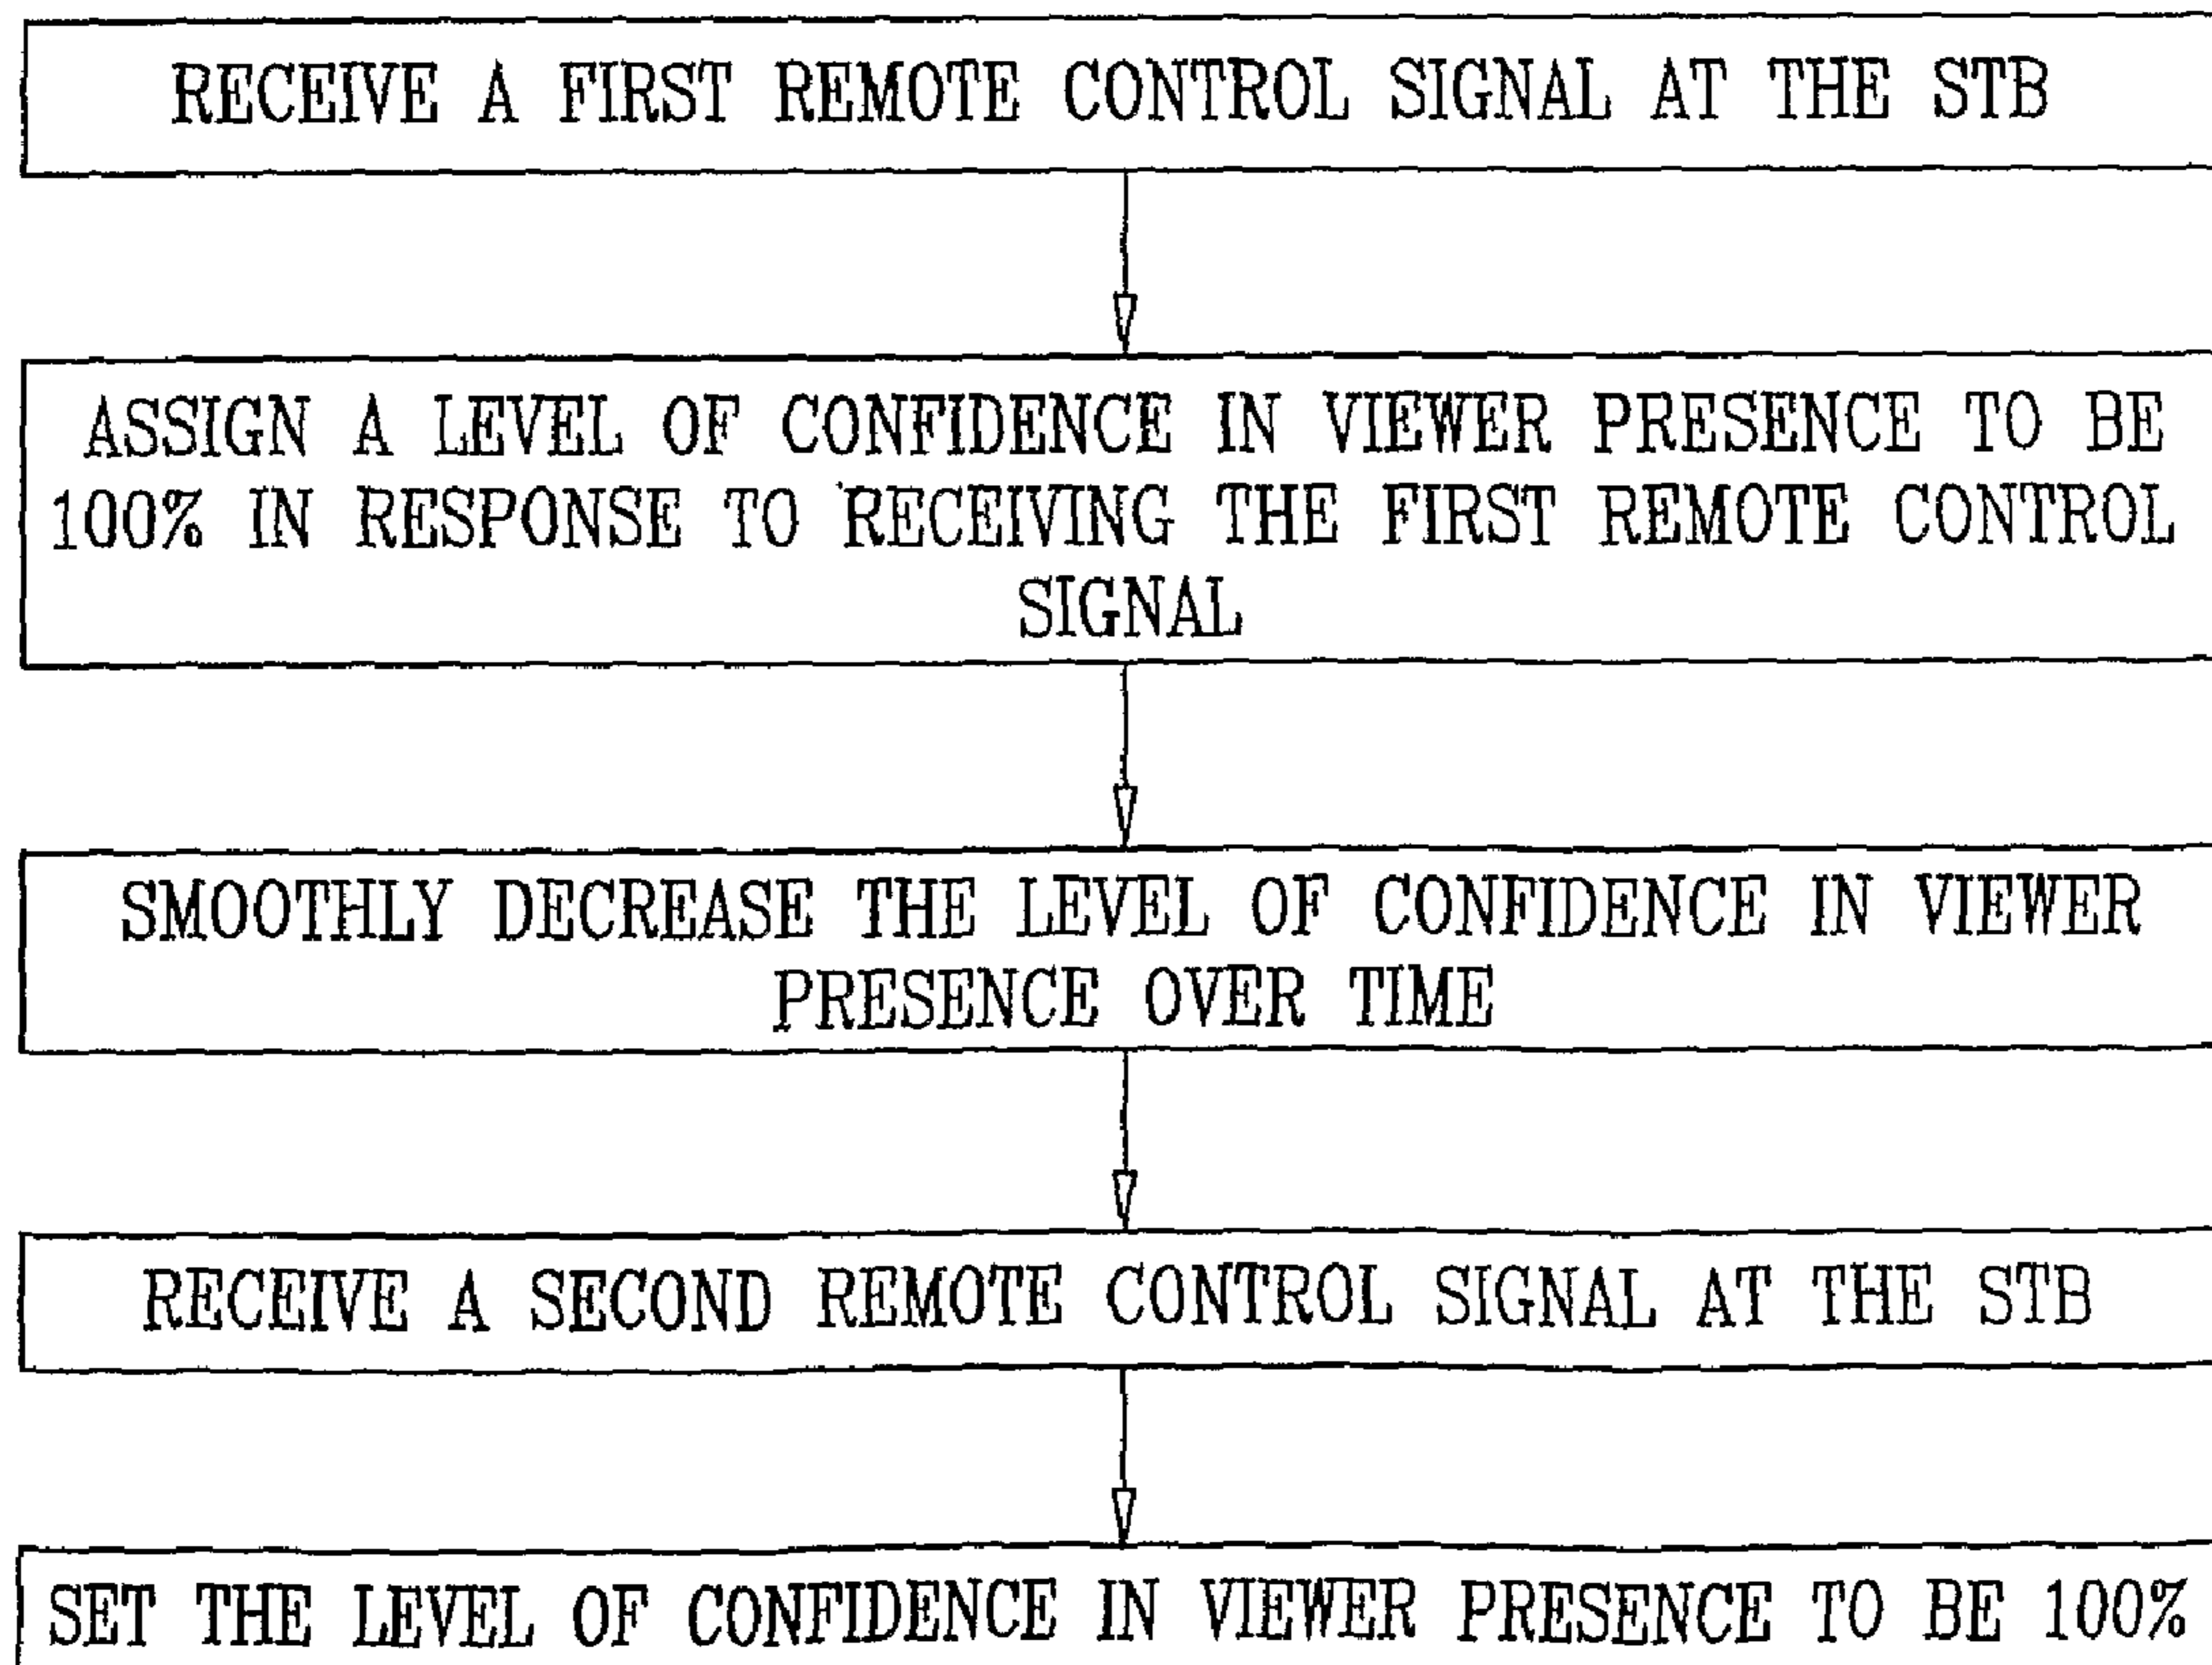 RECEIVE A FIRST REMOTE CONTROL SIGNAL AT THE STB
ASSIGN A LEVEL OF CONFIDENCE IN VIEWER PRESENCE TO BE
100% IN RESPONSE TO RECEIVING THE FIRST REMOTE CONTROL
SIGNAL
SMOOTHLY DECREASE THE LEVEL OF CONFIDENCE IN VIEWER
PRESENCE OVER TIME
RECEIVE A SECOND REMOTE CONTROL SIGNAL AT THE STB
SET THE LEVEL OF CONFIDENCE IN VIEWER PRESENCE TO BE 100%